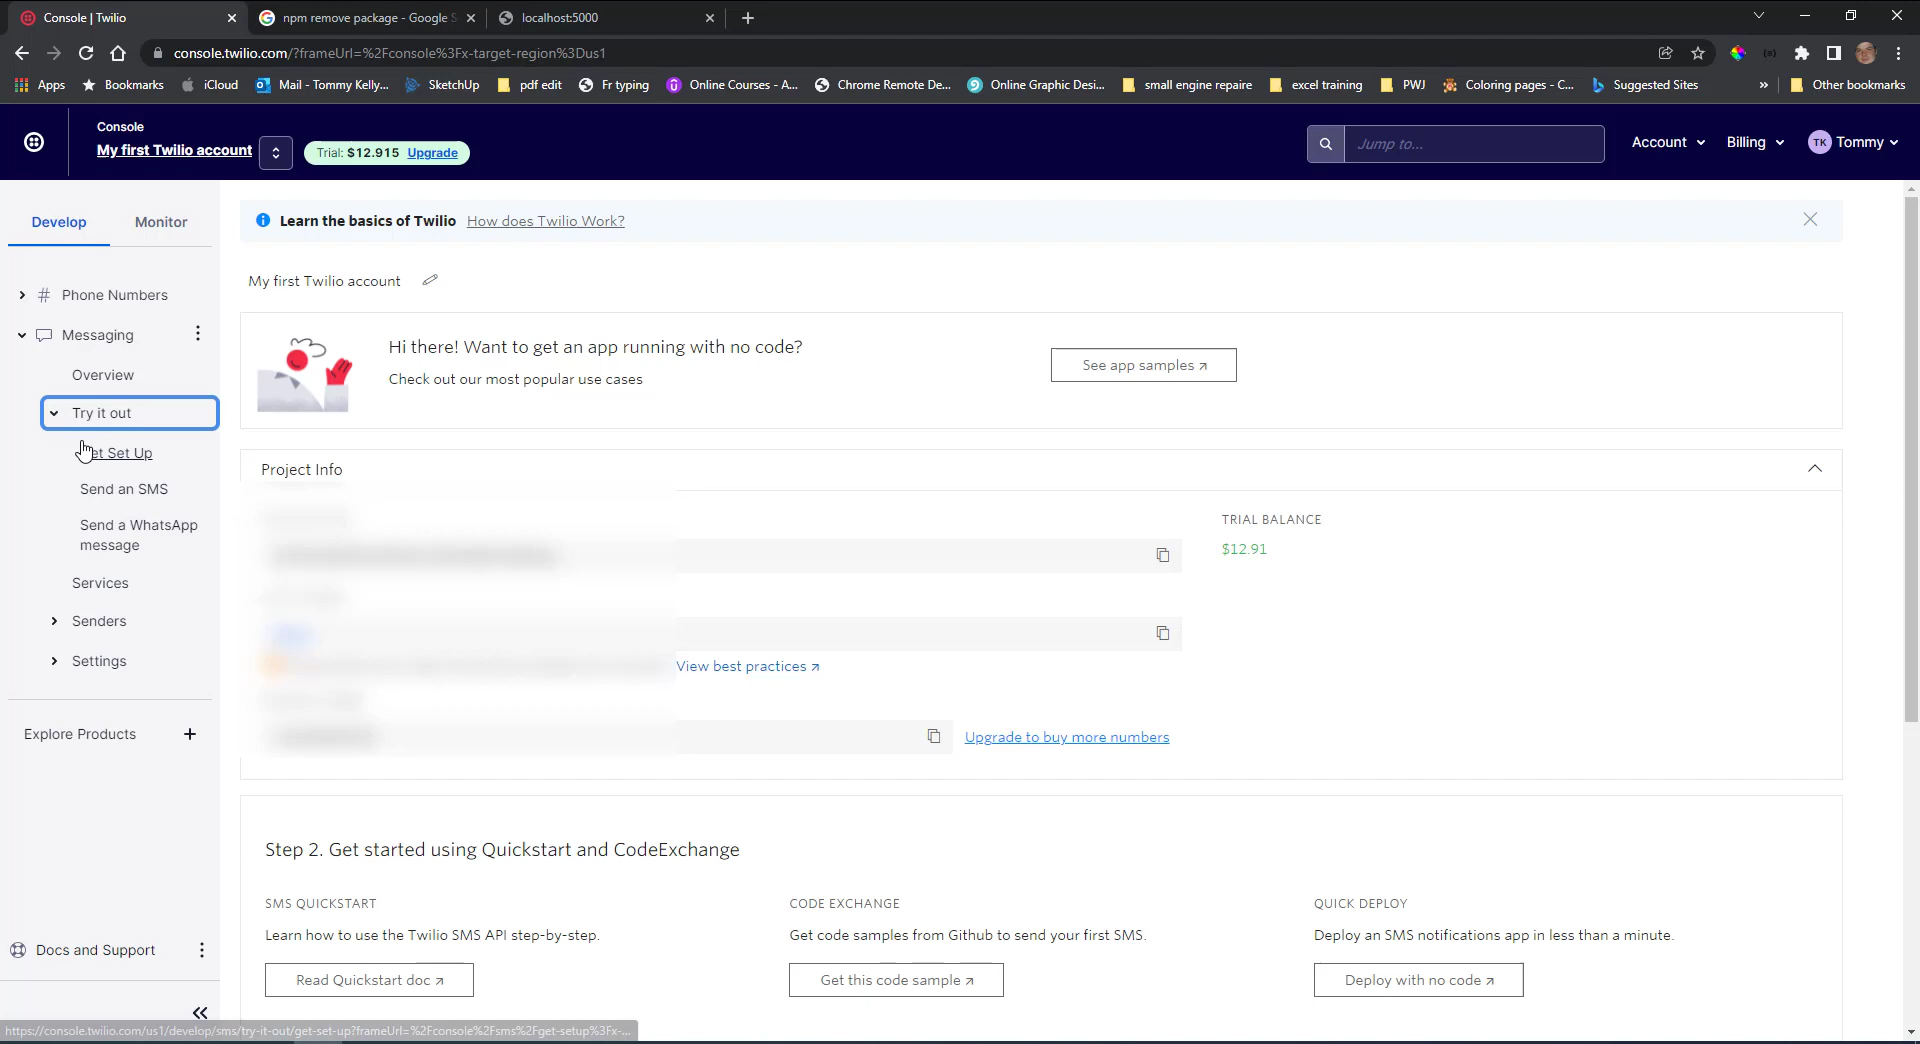 Console | Twilio
npm remove package - Google S
localhost:5000
console.twilio.com/?frameUrl=%2Fconsole%3Fx-target-region%3Dus1
Apps
Bookmarks
iCloud
Mail - Tommy Kelly...
SketchUp
pdf edit
Fr typing
Online Courses - A...
Chrome Remote De...
Online Graphic Desi...
small engine repaire
excel training
PWJ
Coloring pages - C...
Suggested Sites
»
Other bookmarks
Console
My first Twilio account
Trial: $12.915 Upgrade
Jump to...
Account
Billing
TK Tommy
Develop
Monitor
Learn the basics of Twilio How does Twilio Work?
Phone Numbers
My first Twilio account
Messaging
Overview
Try it out
Set Up
Send an SMS
Send a WhatsApp
message
Services
Senders
Settings
Explore Products +
Docs and Support
Hi there! Want to get an app running with no code?
Check out our most popular use cases
See app samples ↗
Project Info
TRIAL BALANCE
$12.91
View best practices ↗
Upgrade to buy more numbers
Step 2. Get started using Quickstart and CodeExchange
SMS QUICKSTART
Learn how to use the Twilio SMS API step-by-step.
Read Quickstart doc ↗
CODE EXCHANGE
Get code samples from Github to send your first SMS.
Get this code sample ↗
QUICK DEPLOY
Deploy an SMS notifications app in less than a minute.
Deploy with no code ↗
https://console.twilio.com/us1/develop/sms/try-it-out/get-set-up?frameUrl=%2Fconsole%2Fsms%2Fget-setup%3Fx-...